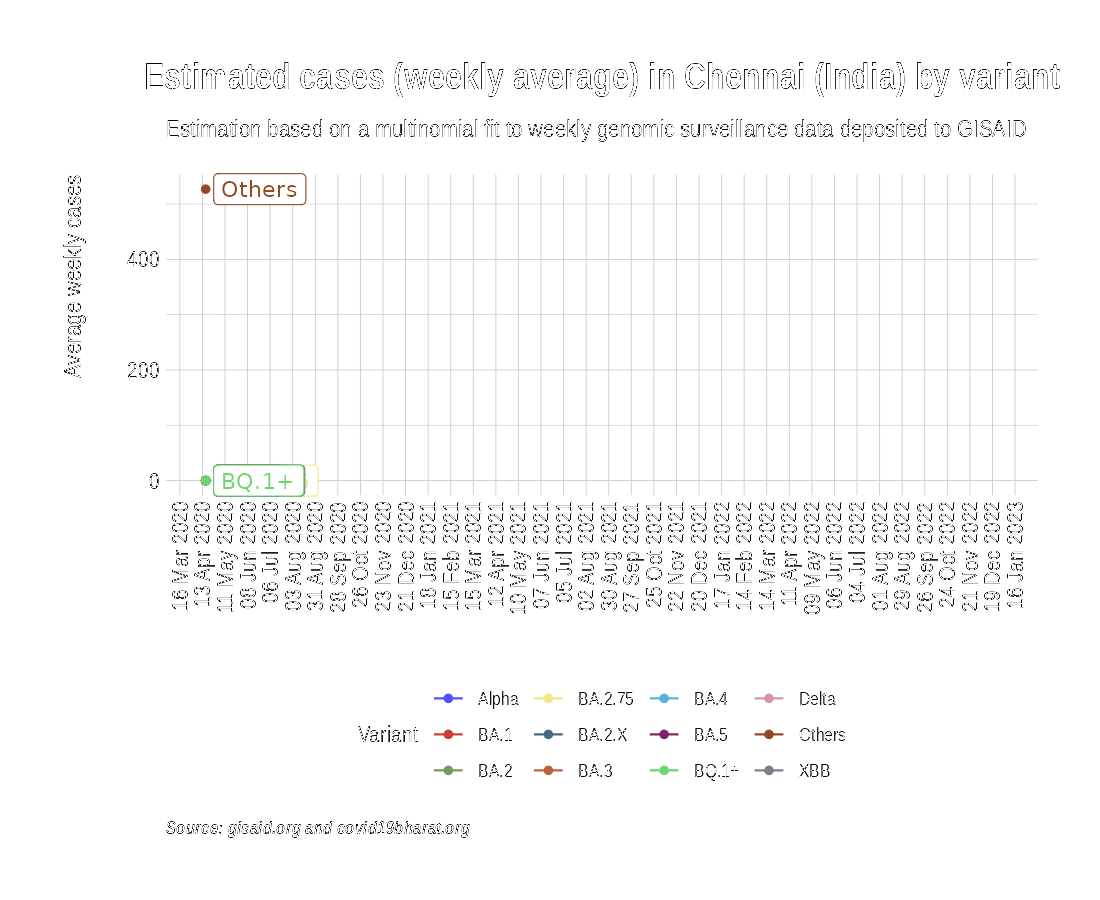 Estimated cases (weekly average) in Chennai (India) by variant
Estimation based on a multinomial fit to weekly genomic surveillance data deposited to GISAID
Average weekly cases
Others
400
200
0
BQ.1+
16 Mar 2020
13 Apr 2020
11 May 2020
08 Jun 2020
06 Jul 2020
03 Aug 2020
31 Aug 2020
28 Sep 2020
26 Oct 2020
23 Nov 2020
21 Dec 2020
18 Jan 2021
15 Feb 2021
15 Mar 2021
12 Apr 2021
10 May 2021
07 Jun 2021
05 Jul 2021
02 Aug 2021
30 Aug 2021
27 Sep 2021
25 Oct 2021
22 Nov 2021
20 Dec 2021
17 Jan 2022
14 Feb 2022
14 Mar 2022
11 Apr 2022
09 May 2022
06 Jun 2022
04 Jul 2022
01 Aug 2022
29 Aug 2022
26 Sep 2022
24 Oct 2022
21 Nov 2022
19 Dec 2022
16 Jan 2023
Variant
Alpha
BA.1
BA.2
BA.2.75
BA.2.X
BA.3
BA.4
BA.5
BQ.1+
Delta
Others
XBB
Source: gisaid.org and covid19bharat.org